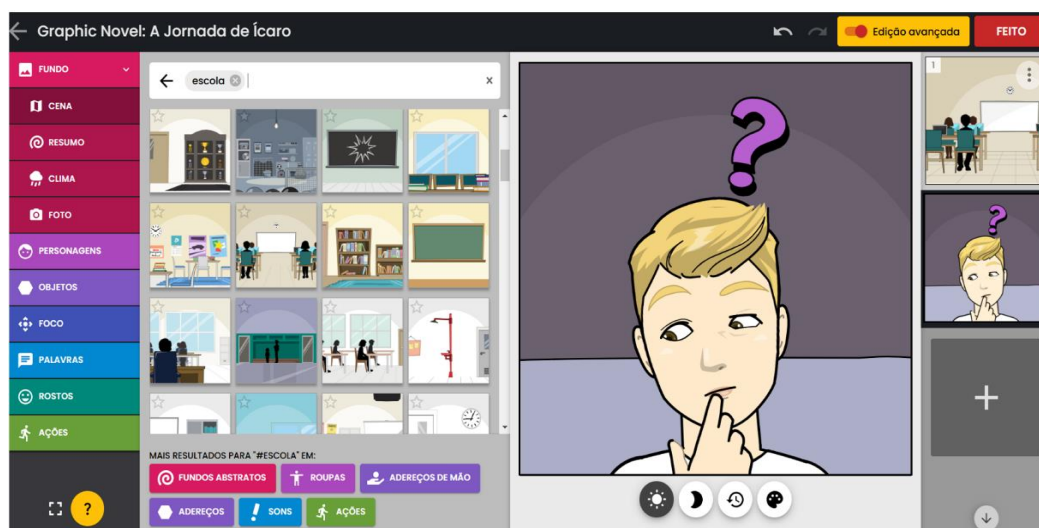 Graphic Novel: A Jornada de Ícaro
Edição avançada
FEITO
FUNDO
CENA
RESUMO
CLIMA
FOTO
PERSONAGENS
OBJETOS
FOCO
PALAVRAS
ROSTOS
AÇÕES
?
escola
x
MAIS RESULTADOS PARA "#ESCOLA" EM:
FUNDOS ABSTRATOS
ROUPAS
ADEREÇOS DE MÃO
ADEREÇOS
SONS
AÇÕES
?
1
?
+